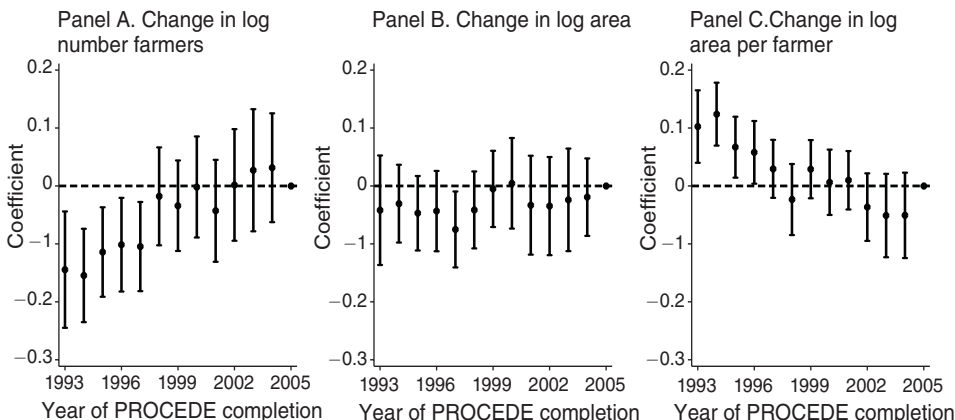 Panel A. Change in log
number farmers
0.2
0.1
0
−1
−0.2
−0.3
Coefficient
1993 1996 1999 2002 2005
Year of PROCEDE completion
Panel B. Change in log area
0.2
0.1
0
−1
−0.2
−0.3
Coefficient
1993 1996 1999 2002 2005
Year of PROCEDE completion
Panel C.Change in log
area per farmer
0.2
0.1
0
−1
−0.2
−0.3
Coefficient
1993 1996 1999 2002 2005
Year of PROCEDE completion